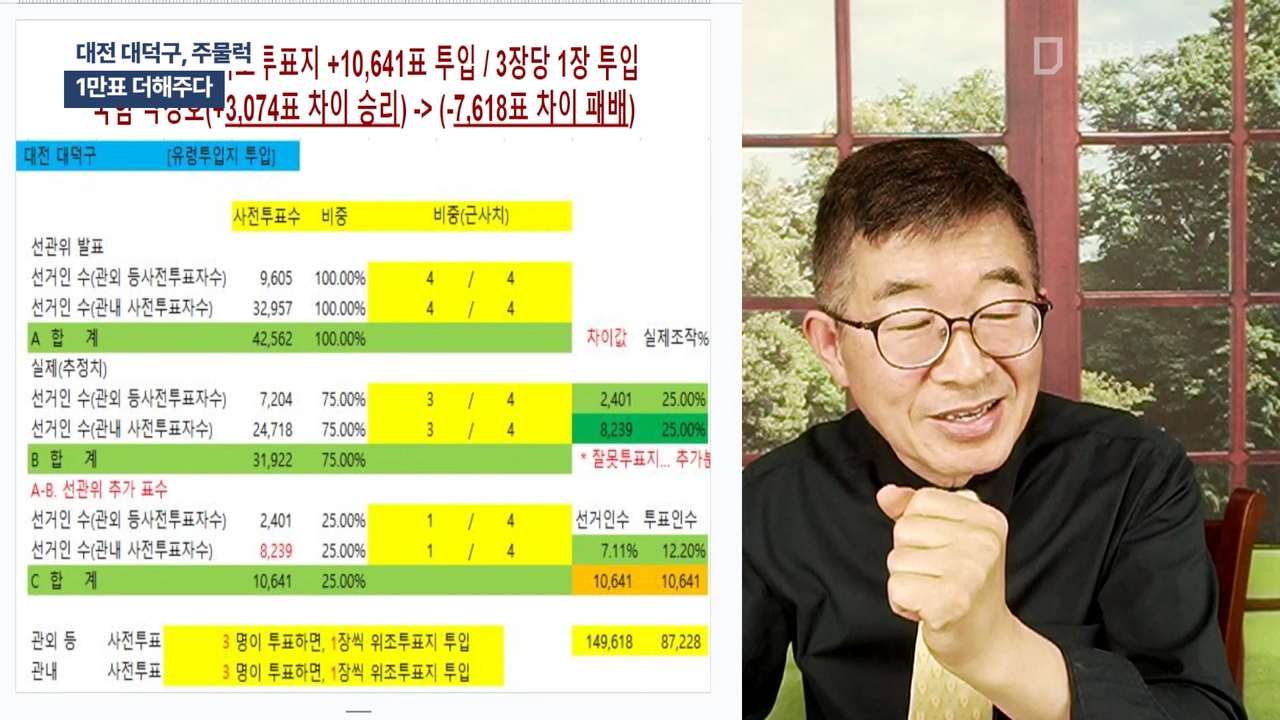 대전 대덕구, 주물럭
1만표 더해주다
투표지 +10,641표 투입 / 3장당 1장 투입
3,074표 차이 승리) -> (-7,618표 차이 패배)
대전 대덕구 [유령투입지 투입]
사전투표수 비중 비중(근사치)
선관위 발표
선거인 수(관외 등사전투표자수) 9,605 100.00% 4 / 4
선거인 수(관내 사전투표자수) 32,957 100.00% 4 / 4
A 합 계 42,562 100.00% 차이값 실제조작%
실제(추정치)
선거인 수(관외 등사전투표자수) 7,204 75.00% 3 / 4 2,401 25.00%
선거인 수(관내 사전투표자수) 24,718 75.00% 3 / 4 8,239 25.00%
B 합 계 31,922 75.00% * 잘못투표지... 추가
A-B. 선관위 추가 표수
선거인 수(관외 등사전투표자수) 2,401 25.00% 1 / 4 선거인수 투표인수
선거인 수(관내 사전투표자수) 8,239 25.00% 1 / 4 7.11% 12.20%
C 합 계 10,641 25.00% 10,641 10,641
관외 등 사전투표 3 명이 투표하면, 1장씩 위조투표지 투입 149,618 87,228
관내 사전투표 3 명이 투표하면, 1장씩 위조투표지 투입